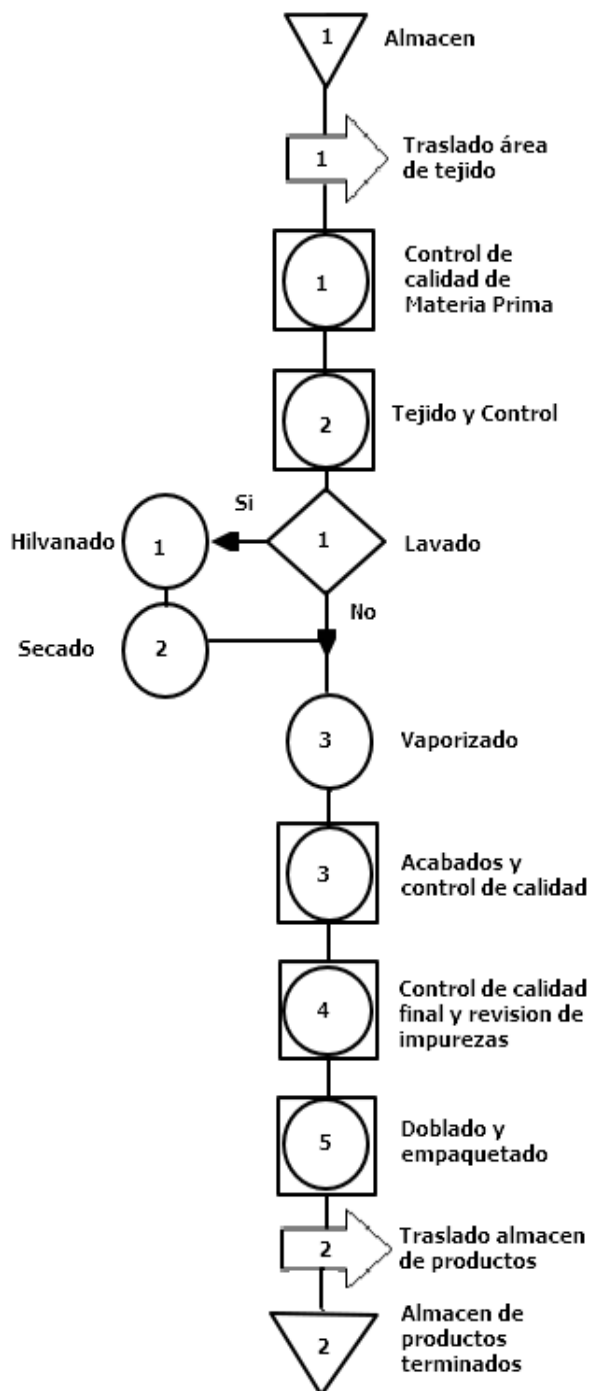 1
Almacen
1
Traslado área
de tejido
1
Control de
calidad de
Materia Prima
2
Tejido y Control
Si
Hilvanado
1
1
Lavado
No
Secado
2
3
Vaporizado
3
Acabados y
control de calidad
4
Control de calidad
final y revision de
impurezas
5
Doblado y
empaquetado
2
Traslado almacen
de productos
2
Almacen de
productos
terminados